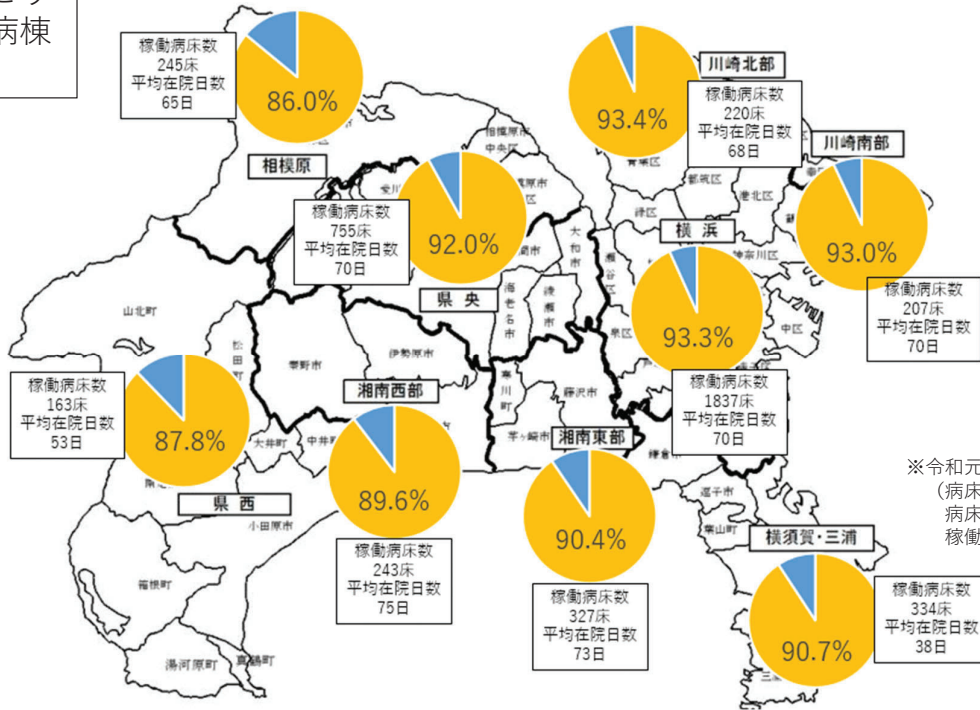 病棟
稼働病床数
245床
平均在院日数
65日
86.0%
相模原
93.4%
川崎北部
稼働病床数
220床
平均在院日数
68日
川崎南部
93.0%
稼働病床数
207床
平均在院日数
70日
相模原市
中央区
都筑区
港北区
緑区
稼働病床数
755床
平均在院日数
70日
92.0%
県 央
大和市
綾瀬市
海老名市
瀬谷区
横 浜
神奈川区
中区
泉区
93.3%
稼働病床数
1837床
平均在院日数
70日
山北町
秦野市
伊勢原市
稼働病床数
163床
平均在院日数
53日
87.8%
県 西
大井町
小田原市
箱根町
湯河原町
真鶴町
湘南西部
89.6%
稼働病床数
243床
平均在院日数
75日
寒川町
藤沢市
茅ヶ崎市
湘南東部
90.4%
稼働病床数
327床
平均在院日数
73日
鎌倉市
逗子市
葉山町
横須賀・三浦
90.7%
稼働病床数
334床
平均在院日数
38日
※令和元
（病床
病床
稼働